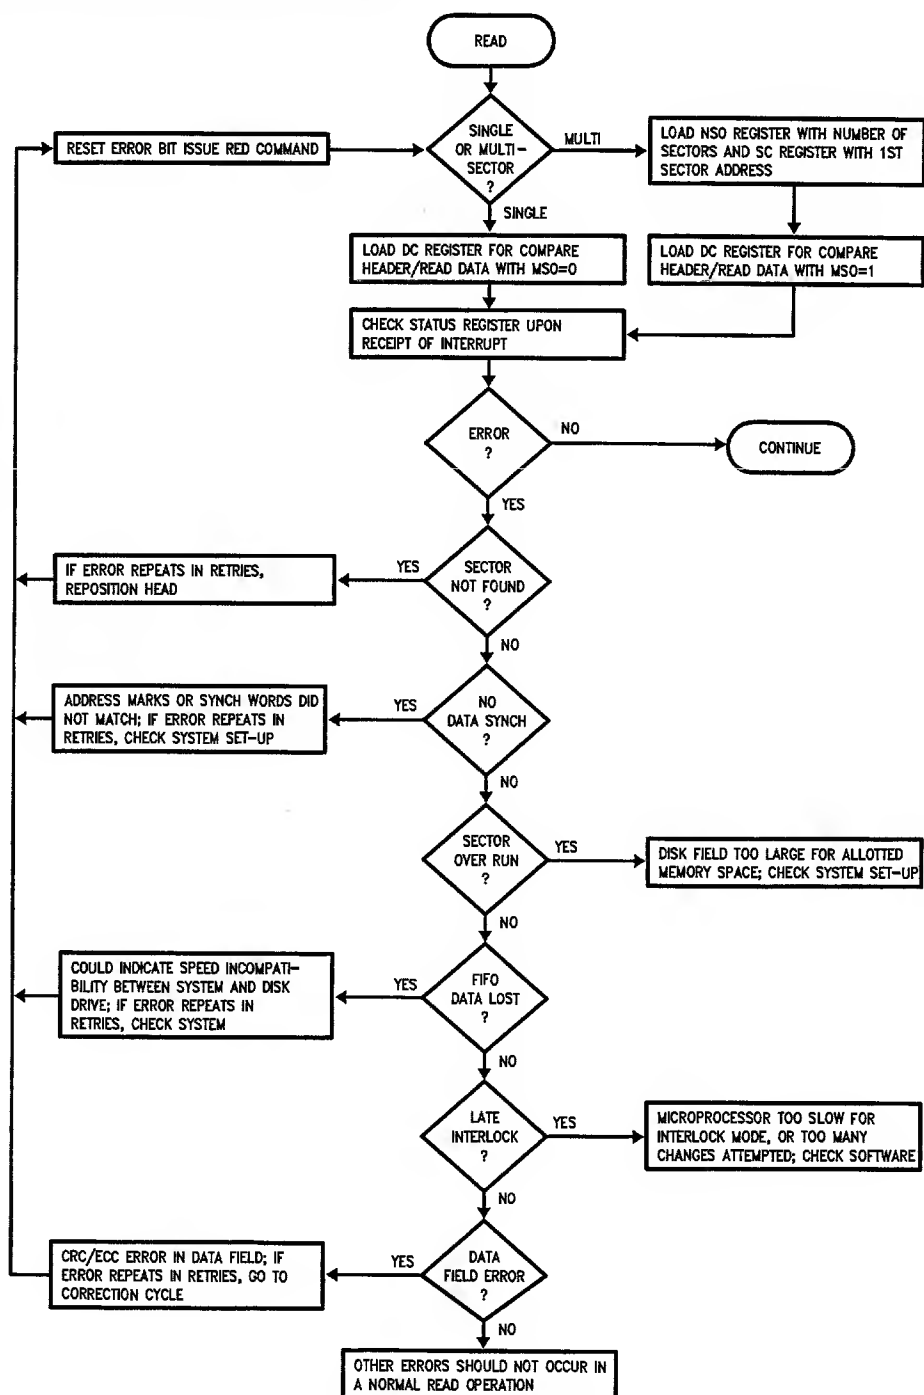 READ
SINGLE
OR MULTI-
SECTOR
?
MULTI
SINGLE
RESET ERROR BIT ISSUE RED COMMAND
LOAD NSO REGISTER WITH NUMBER OF
SECTORS AND SC REGISTER WITH 1ST
SECTOR ADDRESS
LOAD DC REGISTER FOR COMPARE
HEADER/READ DATA WITH MSO=0
LOAD DC REGISTER FOR COMPARE
HEADER/READ DATA WITH MSO=1
CHECK STATUS REGISTER UPON
RECEIPT OF INTERRUPT
ERROR
?
NO
CONTINUE
YES
SECTOR
NOT FOUND
?
YES
IF ERROR REPEATS IN RETRIES,
REPOSITION HEAD
NO
NO
DATA SYNCH
?
YES
ADDRESS MARKS OR SYNCH WORDS DID
NOT MATCH; IF ERROR REPEATS IN
RETRIES, CHECK SYSTEM SET-UP
NO
SECTOR
OVER RUN
?
YES
DISK FIELD TOO LARGE FOR ALLOTTED
MEMORY SPACE; CHECK SYSTEM SET-UP
NO
FIFO
DATA LOST
?
YES
COULD INDICATE SPEED INCOMPATI-
BILITY BETWEEN SYSTEM AND DISK
DRIVE; IF ERROR REPEATS IN
RETRIES, CHECK SYSTEM
NO
LATE
INTERLOCK
?
YES
MICROPROCESSOR TOO SLOW FOR
INTERLOCK MODE, OR TOO MANY
CHANGES ATTEMPTED; CHECK SOFTWARE
NO
DATA
FIELD ERROR
?
YES
CRC/ECC ERROR IN DATA FIELD; IF
ERROR REPEATS IN RETRIES, GO TO
CORRECTION CYCLE
NO
OTHER ERRORS SHOULD NOT OCCUR IN
A NORMAL READ OPERATION